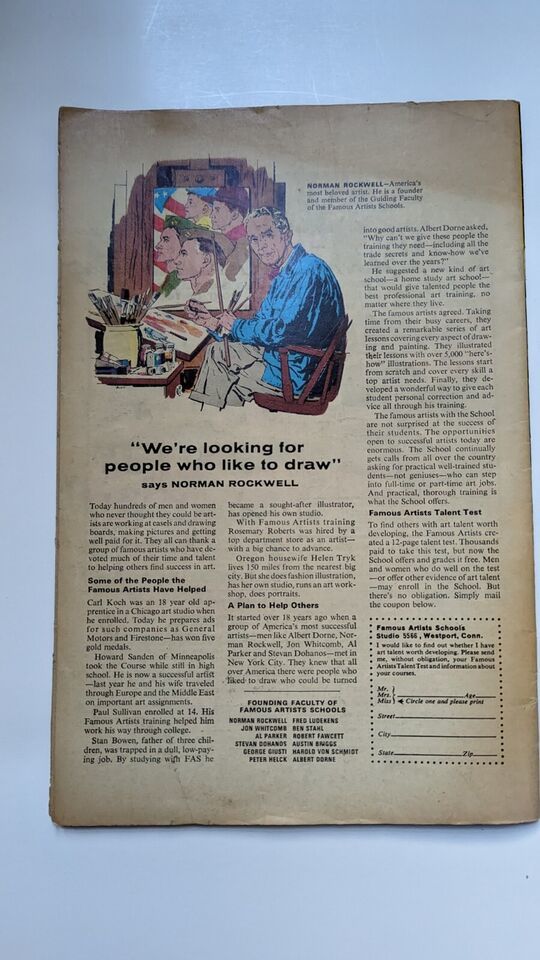 NORMAN ROCKWELL—America's
most beloved artist. He is a founder
and member of the Guiding Faculty
of the Famous Artists Schools.
"We're looking for
people who like to draw"
says NORMAN ROCKWELL
Today hundreds of men and women
who never thought they could be art-
ists are working at easels and drawing
boards, making pictures and getting
well paid for it. They all can thank a
group of famous artists who have de-
voted much of their time and talent
to helping others find success in art.
Some of the People the
Famous Artists Have Helped
Carl Koch was an 18 year old ap-
prentice in a Chicago art studio when
he enrolled. Today he prepares ads
for such companies as General
Motors and Firestone—has won five
gold medals.
Howard Sanden of Minneapolis
took the Course while still in high
school. He is now a successful artist
—last year he and his wife traveled
through Europe and the Middle East
on important art assignments.
Paul Sullivan enrolled at 14. His
Famous Artists training helped him
work his way through college.
Stan Bowen, father of three chil-
dren, was trapped in a dull, low-pay-
ing job. By studying with FAS he
became a sought-after illustrator,
has opened his own studio.
With Famous Artists training
Rosemary Roberts was hired by a
top department store as an artist—
with a big chance to advance.
Oregon housewife Helen Tryk
lives 150 miles from the nearest big
city. But she does fashion illustration,
has her own studio, runs an art work-
shop, does portraits.
A Plan to Help Others
It started over 18 years ago when a
group of America's most successful
artists—men like Albert Dorne, Nor-
man Rockwell, Jon Whitcomb, Al
Parker and Stevan Dohanos—met in
New York City. They knew that all
over America there were people who
liked to draw who could be turned
FOUNDING FACULTY OF
FAMOUS ARTISTS SCHOOLS
NORMAN ROCKWELL FRED LUDEKENS
JON WHITCOMB BEN STAHL
AL PARKER ROBERT FAWCETT
STEVAN DOHANOS AUSTIN BRIGGS
GEORGE GIUSTI HAROLD VON SCHMIDT
PETER HELCK ALBERT DORNE
into good artists. Albert Dorne asked,
"Why can't we give these people the
training they need—including all the
trade secrets and know-how we've
learned over the years?"
He suggested a new kind of art
school—a home study art school—
that would give talented people the
best professional art training, no
matter where they live.
The famous artists agreed. Taking
time from their busy careers, they
created a remarkable series of art
lessons covering every aspect of draw-
ing and painting. They illustrated
their lessons with over 5,000 "here's-
how" illustrations. The lessons start
from scratch and cover every skill a
top artist needs. Finally, they de-
veloped a wonderful way to give each
student personal correction and ad-
vice all through his training.
The famous artists with the School
are not surprised at the success of
their students. The opportunities
open to successful artists today are
enormous. The School continually
gets calls from all over the country
asking for practical well-trained stu-
dents—not geniuses—who can step
into full-time or part-time art jobs.
And practical, thorough training is
what the School offers.
Famous Artists Talent Test
To find others with art talent worth
developing, the Famous Artists cre-
ated a 12-page talent test. Thousands
paid to take this test, but now the
School offers and grades it free. Men
and women who do well on the test
—or offer other evidence of art talent
—may enroll in the School. But
there's no obligation. Simply mail
the coupon below.
Famous Artists Schools
Studio 5566, Westport, Conn.
I would like to find out whether I have
art talent worth developing. Please send
me, without obligation, your Famous
Artists Talent Test and information about
your courses.
Mr.
Mrs. Age
Miss Circle one and please print
Street
City
State Zip